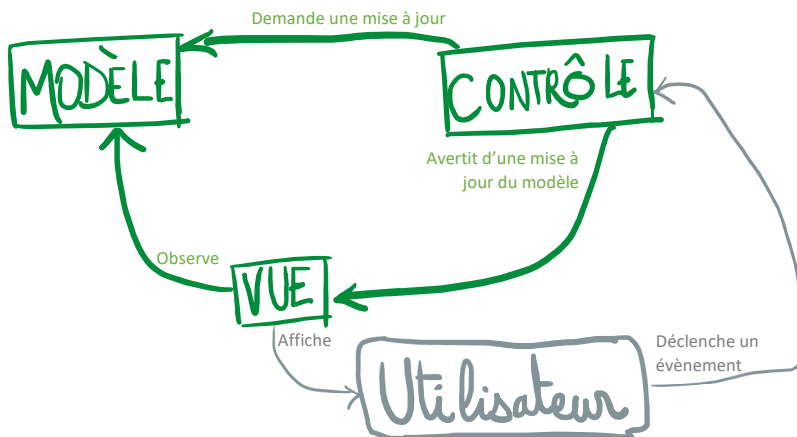 Demande une mise à jour
MODÈLE
CONTRÔLE
Avertit d’une mise à
jour du modèle
Observe
VUE
Affiche
Utilisateur
Déclenche un
évènement